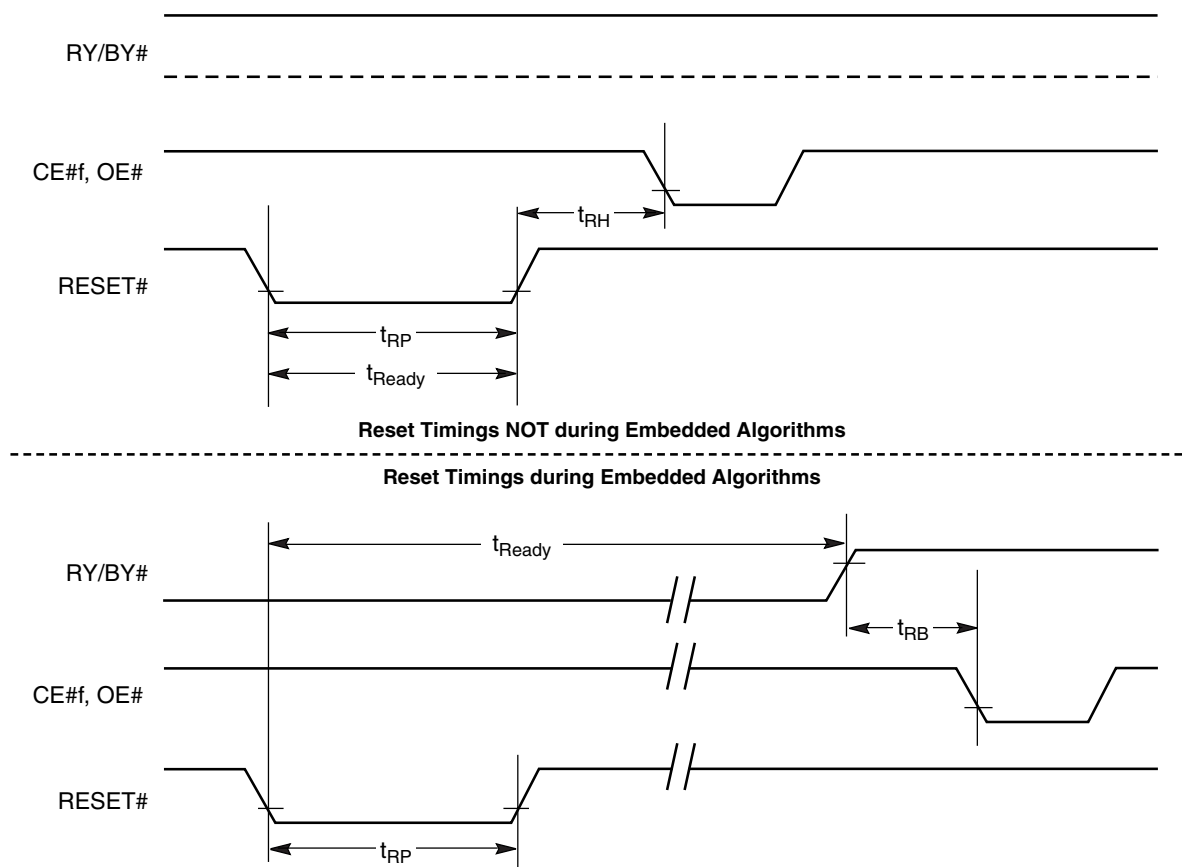 RY/BY#
CE#f, OE#
tRH
RESET#
tRP
tReady
Reset Timings NOT during Embedded Algorithms
Reset Timings during Embedded Algorithms
tReady
RY/BY#
tRB
CE#f, OE#
RESET#
tRP